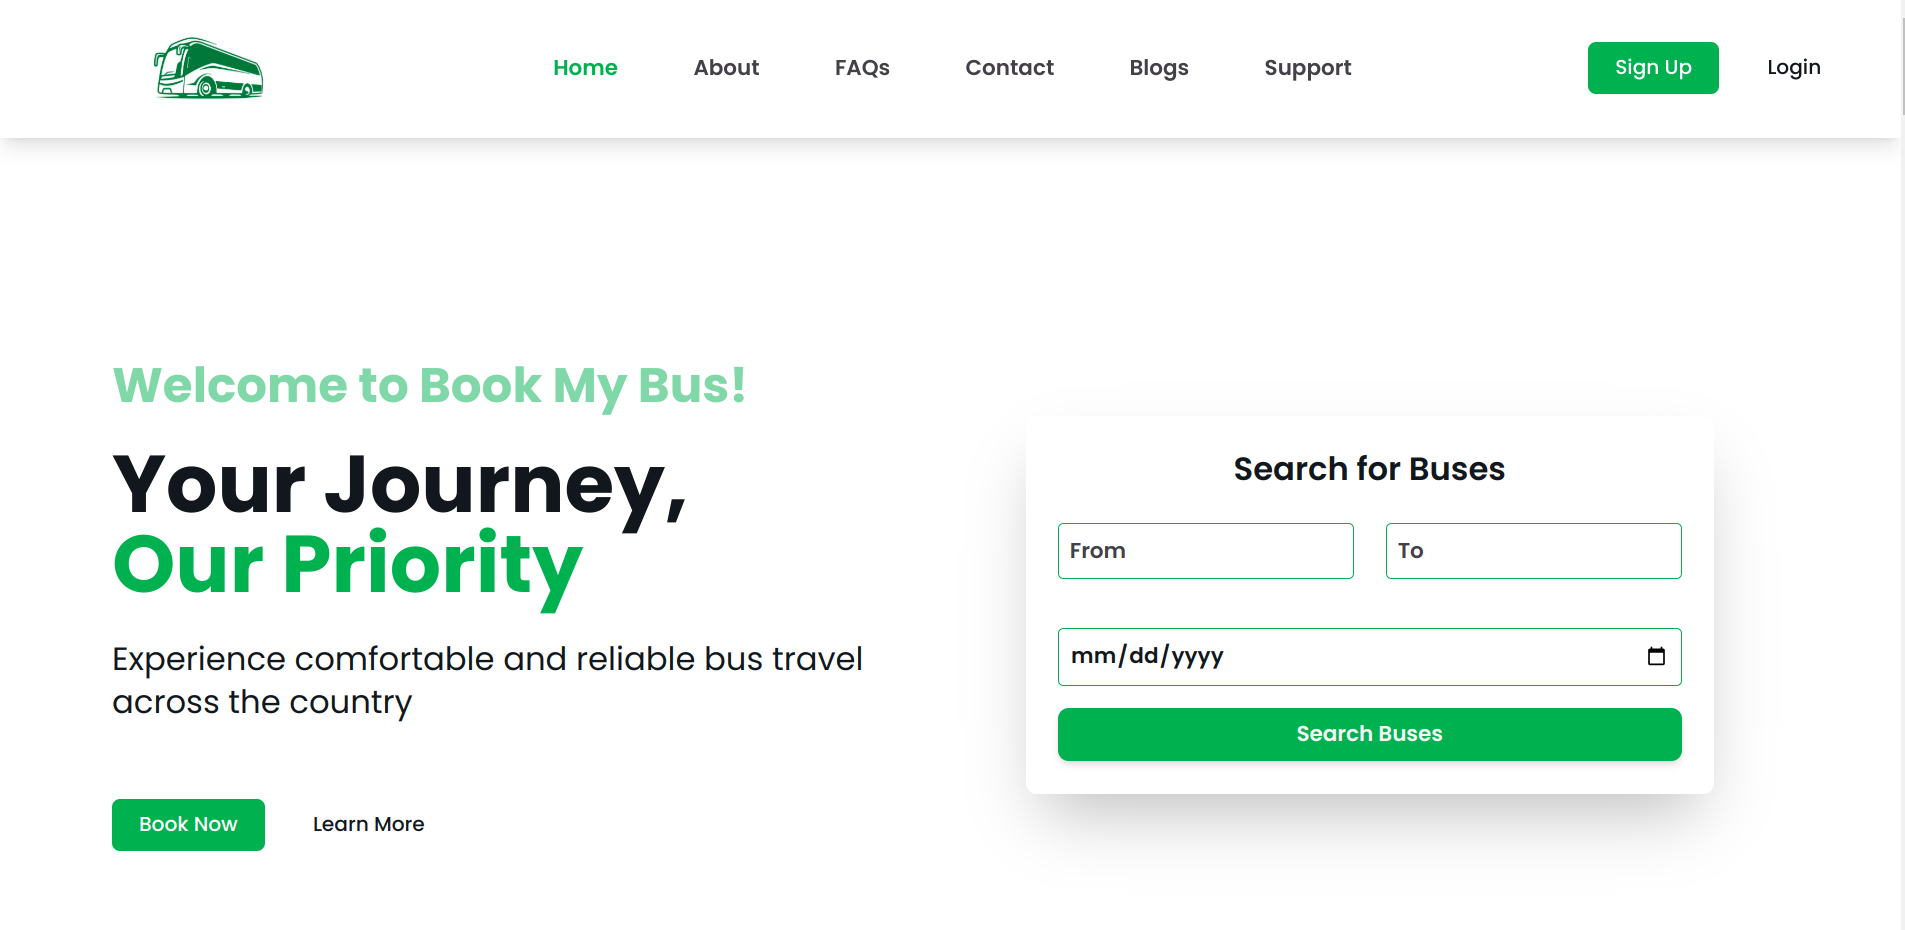 Home About FAQs Contact Blogs Support Sign Up Login
Welcome to Book My Bus!
Your Journey,
Our Priority
Experience comfortable and reliable bus travel
across the country
Book Now Learn More
Search for Buses
From To
mm/dd/yyyy
Search Buses